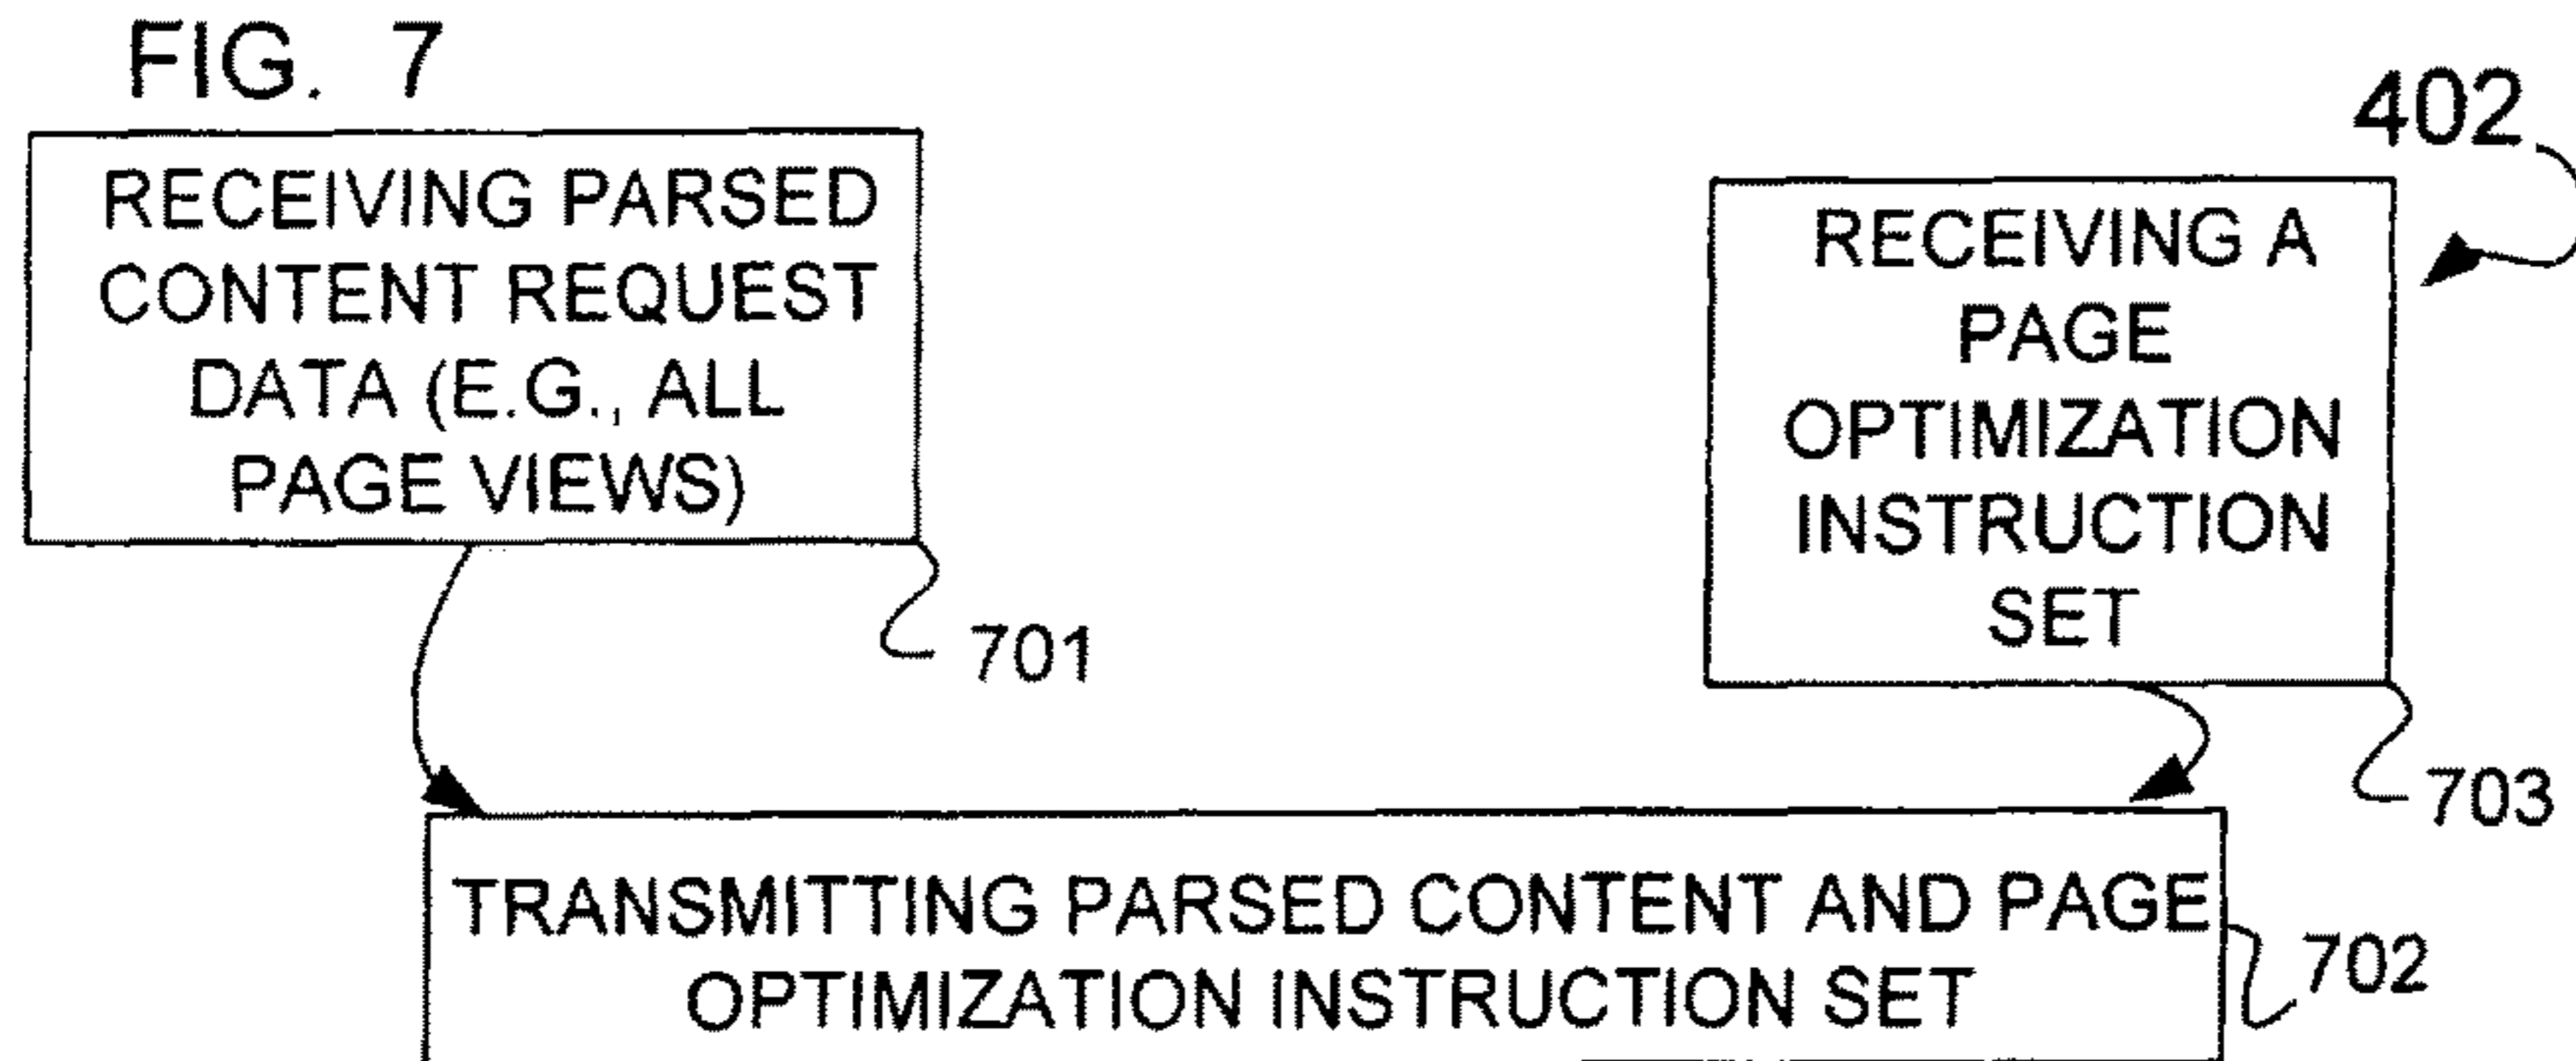 FIG. 7
402
RECEIVING PARSED
CONTENT REQUEST
DATA (E.G., ALL
PAGE VIEWS)
701
RECEIVING A
PAGE
OPTIMIZATION
INSTRUCTION
SET
703
TRANSMITTING PARSED CONTENT AND PAGE
OPTIMIZATION INSTRUCTION SET
702